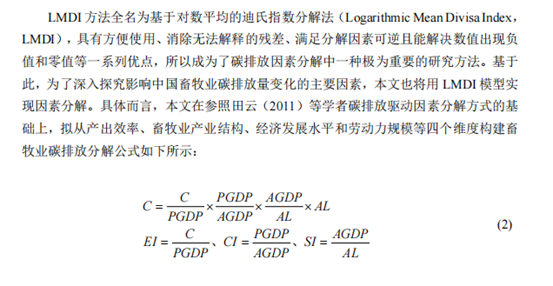 LMDI 方法全名为基于对数平均的迪氏指数分解法（Logarithmic Mean Divisa Index，
LMDI），具有方便使用、消除无法解释的残差、满足分解因素可逆且能解决数值出现负
值和零值等一系列优点，所以成为了碳排放因素分解中一种极为重要的研究方法。基于
此，为了深入探究影响中国畜牧业碳排放量变化的主要因素，本文也将用 LMDI 模型实
现因素分解。具体而言，本文在参照田云（2011）等学者碳排放驱动因素分解方式的基
础上，拟从产出效率、畜牧业产业结构、经济发展水平和劳动力规模等四个维度构建畜
牧业碳排放分解公式如下所示：
C = C/PGDP × PGDP/AGDP × AGDP/AL × AL
EI = C/PGDP、CI = PGDP/AGDP、SI = AGDP/AL
(2)